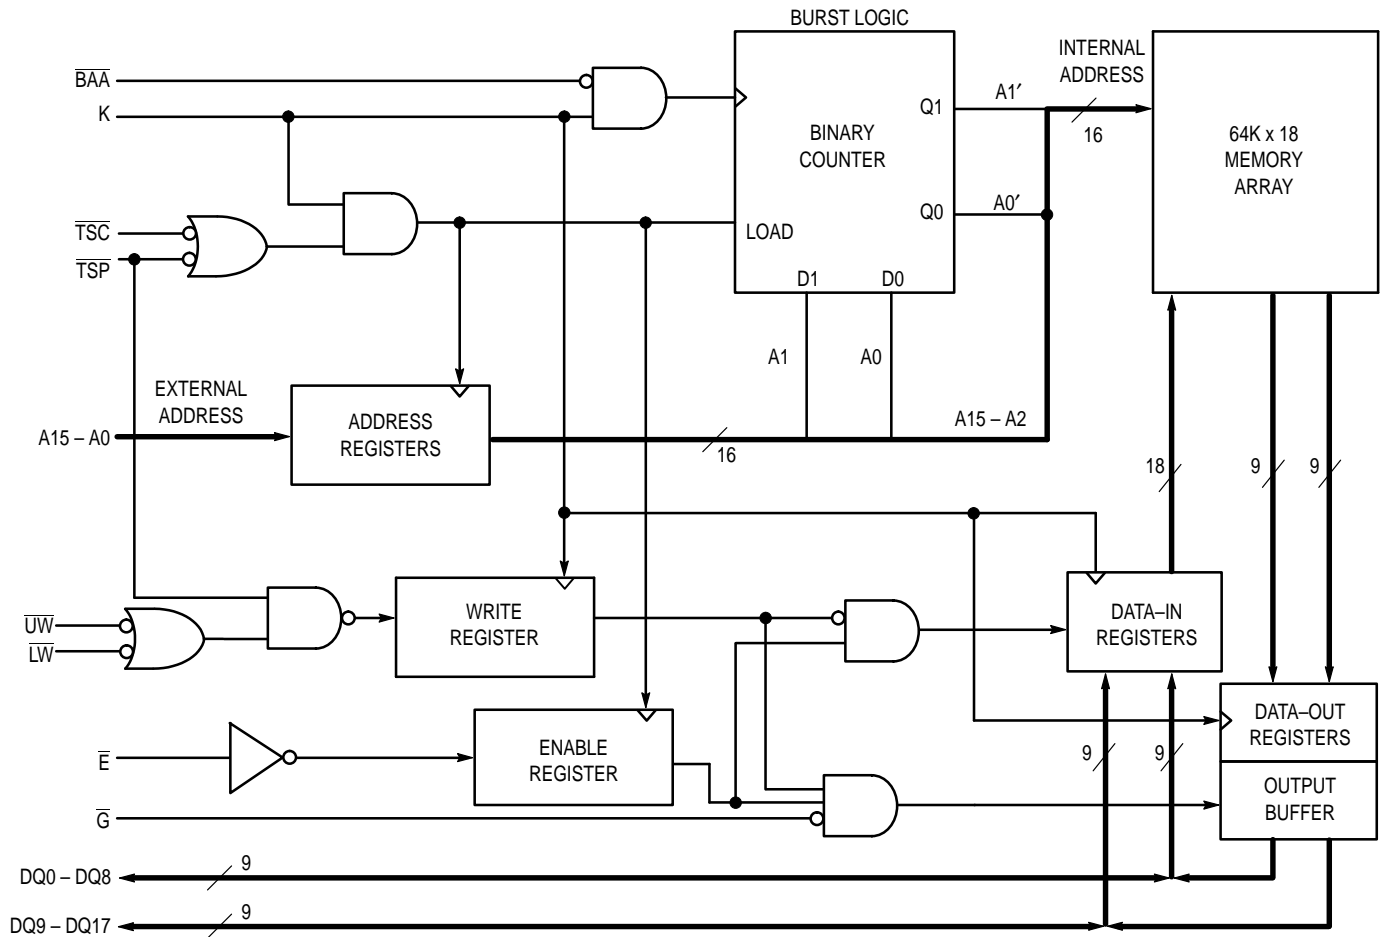 BURST LOGIC
BAA
K
TSC
TSP
BINARY
COUNTER
Q1
Q0
LOAD
D1
D0
A1′
A0′
INTERNAL
ADDRESS
16
64K x 18
MEMORY
ARRAY
A1
A0
EXTERNAL
ADDRESS
A15 – A0
ADDRESS
REGISTERS
16
A15 – A2
18
9
9
UW
LW
WRITE
REGISTER
DATA–IN
REGISTERS
E
ENABLE
REGISTER
G
9
9
DATA–OUT
REGISTERS
OUTPUT
BUFFER
DQ0 – DQ8
9
DQ9 – DQ17
9